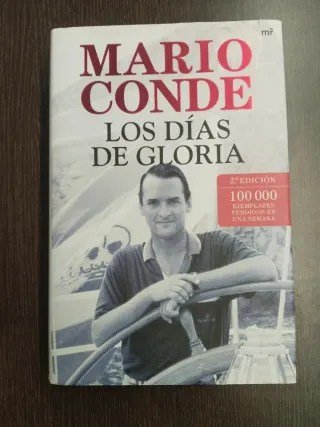 mr
MARIO
CONDE
LOS DÍAS
DE GLORIA
2ª EDICIÓN
100 000
EJEMPLARES
VENDIDOS EN
UNA SEMANA